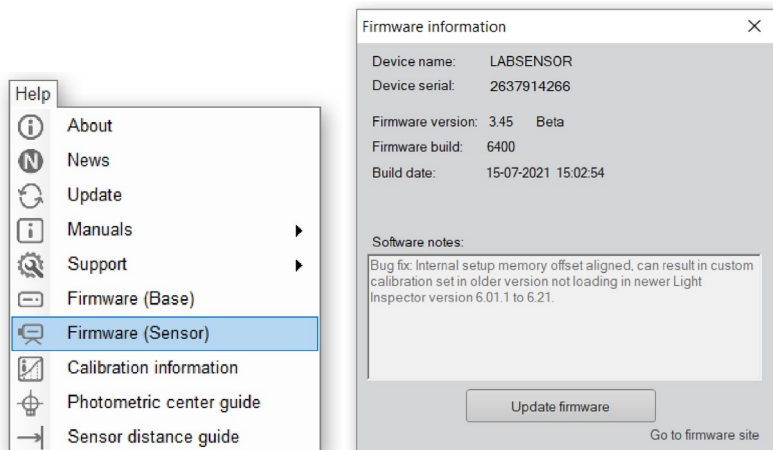 Help
About
N News
Update
i Manuals
Support
Firmware (Base)
Firmware (Sensor)
Calibration information
Photometric center guide
Sensor distance guide
Firmware information
Device name: LABSENSOR
Device serial: 2637914266
Firmware version: 3.45 Beta
Firmware build: 6400
Build date: 15-07-2021 15:02:54
Software notes:
Bug fix: Internal setup memory offset aligned, can result in custom
calibration set in older version not loading in newer Light
Inspector version 6.01.1 to 6.21.
Update firmware
Go to firmware site